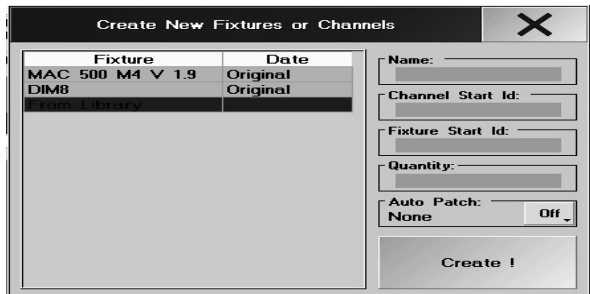 Create New Fixtures or Channels
Fixture Date
MAC 500 M4 V 1.9 Original
DIM8 Original
From Library
Name:
Channel Start Id:
Fixture Start Id:
Quantity:
Auto Patch:
None Off
Create !